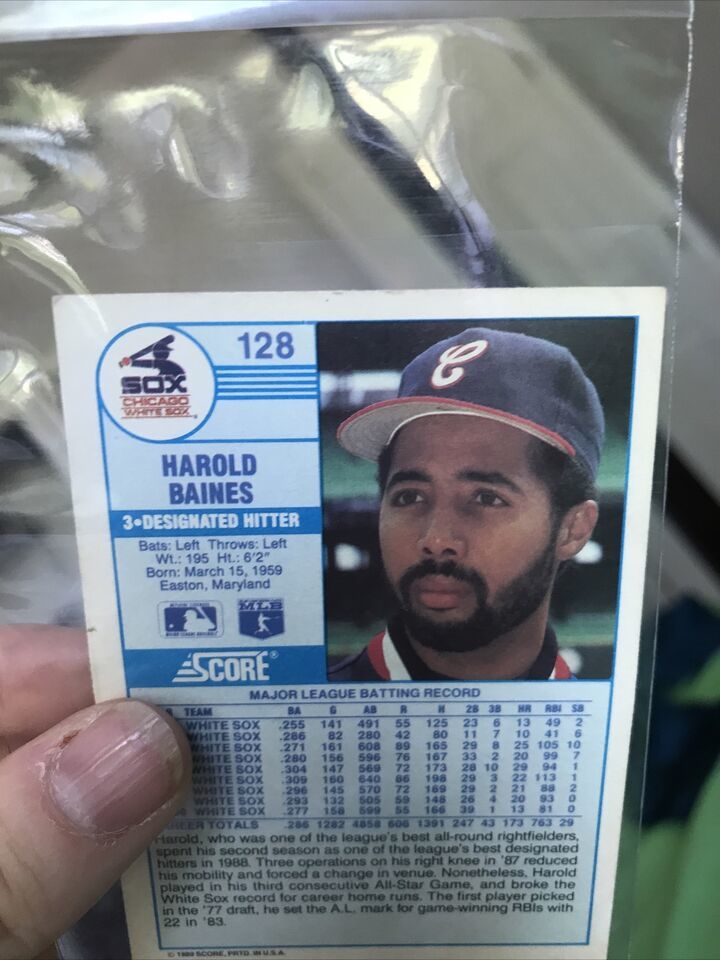 128
SOX
CHICAGO
WHITE SOX
HAROLD
BAINES
3•DESIGNATED HITTER
Bats: Left Throws: Left
Wt.: 195 Ht.: 6'2"
Born: March 15, 1959
Easton, Maryland
MLB
SCORE®
MAJOR LEAGUE BATTING RECORD
TEAM BA G AB R H 2B 3B HR RBI SB
WHITE SOX .255 141 491 55 125 23 6 13 49 2
WHITE SOX .286 82 280 42 80 11 7 10 41 6
WHITE SOX .271 161 608 89 165 29 8 25 105 10
WHITE SOX .280 156 596 76 167 33 2 20 99 7
WHITE SOX .304 147 569 72 173 28 10 29 94 1
WHITE SOX .309 160 640 86 198 29 3 22 113 1
WHITE SOX .296 145 570 72 169 29 2 21 88 2
WHITE SOX .293 132 505 59 148 26 4 20 93 0
WHITE SOX .277 158 599 55 166 39 1 13 81 0
CAREER TOTALS .286 1282 4858 606 1391 247 43 173 763 29
Harold, who was one of the league's best all-round rightfielders,
spent his second season as one of the league's best designated
hitters in 1988. Three operations on his right knee in '87 reduced
his mobility and forced a change in venue. Nonetheless, Harold
played in his third consecutive All-Star Game, and broke the
White Sox record for career home runs. The first player picked
in the '77 draft, he set the A.L. mark for game-winning RBIs with
22 in '83.
© 1989 SCORE, PRTD. IN U.S.A.